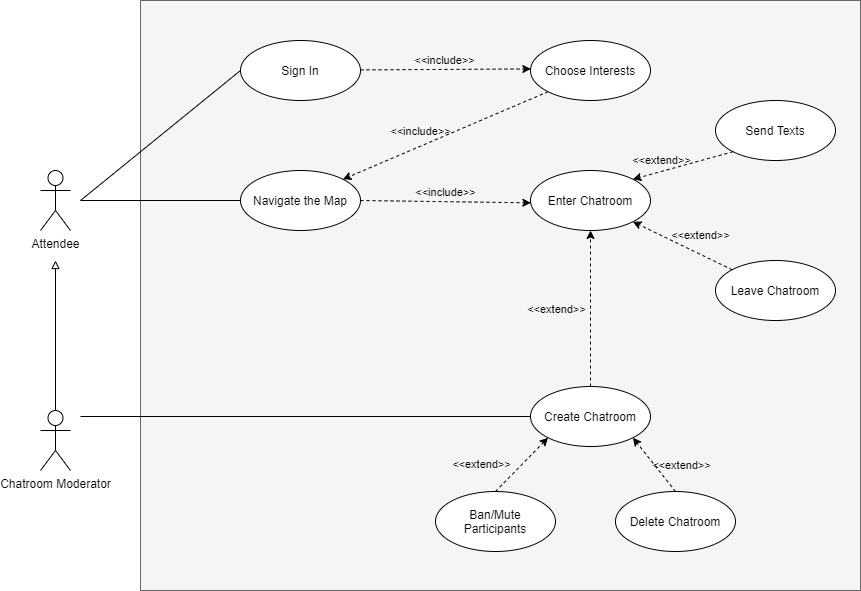 Sign In
<<include>>
Choose Interests
<<include>>
Send Texts
<<extend>>
Navigate the Map
<<include>>
Enter Chatroom
Attendee
<<extend>>
Leave Chatroom
<<extend>>
Create Chatroom
Chatroom Moderator
<<extend>>
<<extend>>
Ban/Mute
Participants
Delete Chatroom